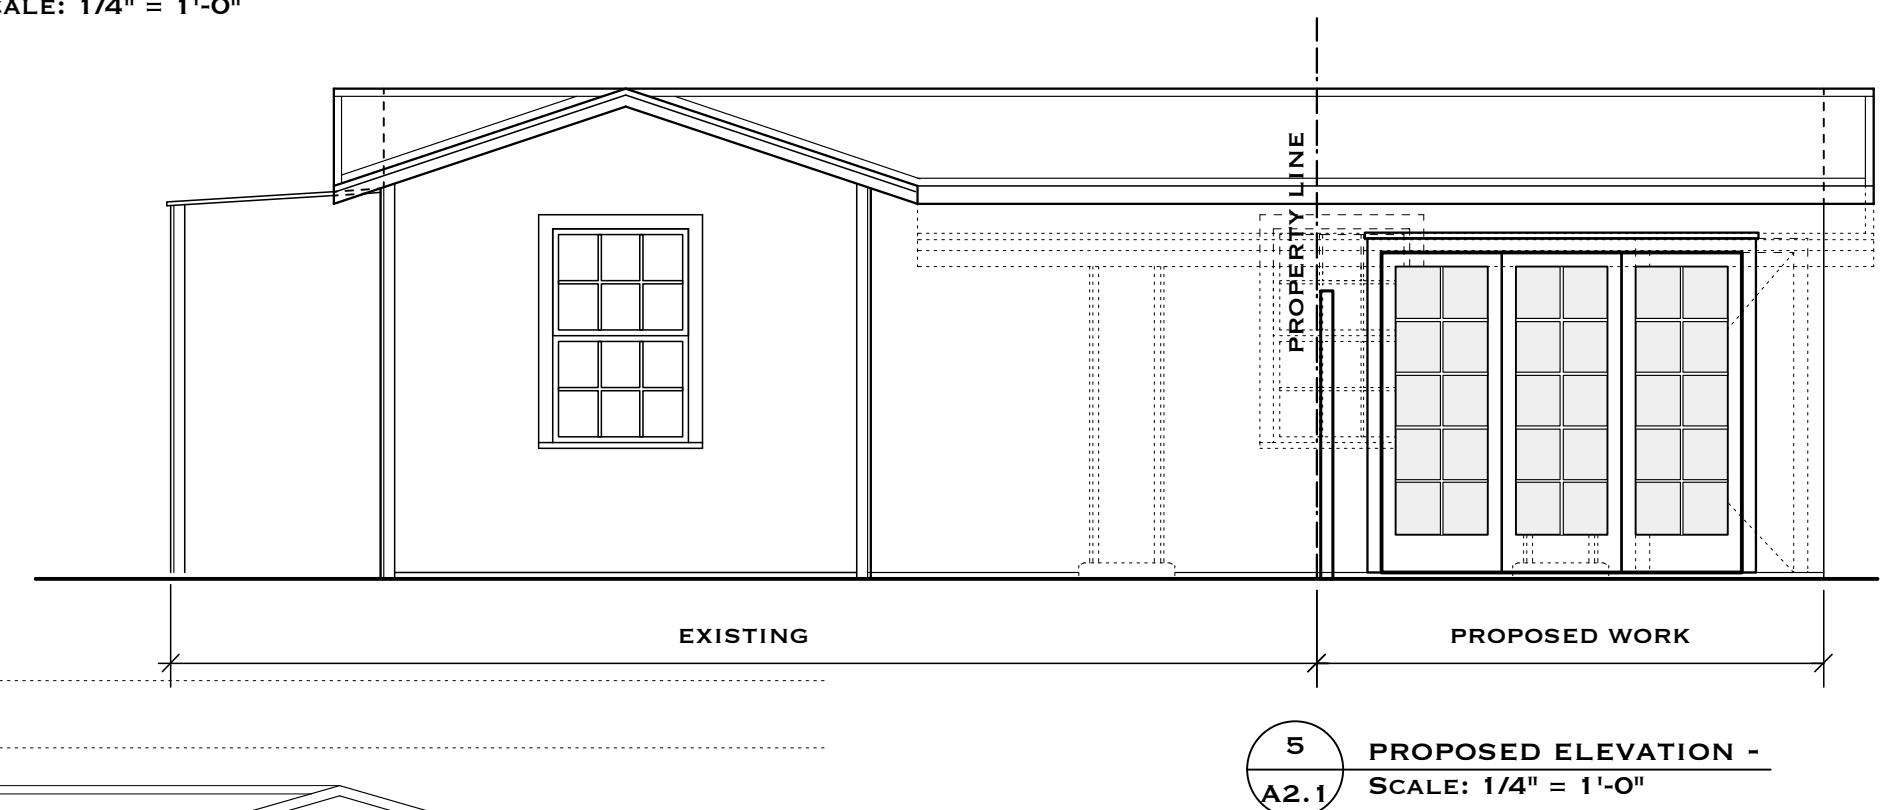 SCALE: 1/4" = 1'-0"
PROPERTY LINE
EXISTING
PROPOSED WORK
5
A2.1
PROPOSED ELEVATION -
SCALE: 1/4" = 1'-0"